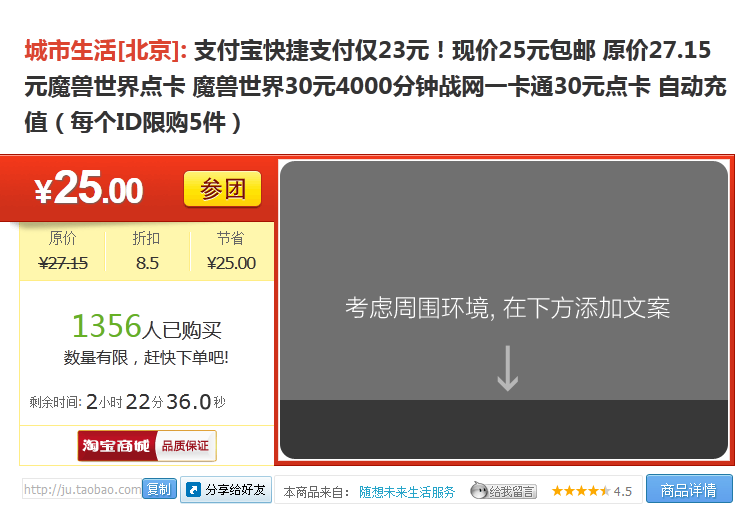 城市生活[北京]: 支付宝快捷支付仅23元！现价25元包邮 原价27.15
元魔兽世界点卡 魔兽世界30元4000分钟战网一卡通30元点卡 自动充
值（每个ID限购5件）
¥25.00 参团
原价 折扣 节省
¥27.15 8.5 ¥25.00
考虑周围环境, 在下方添加文案
1356人已购买
数量有限，赶快下单吧!
剩余时间: 2小时22分36.0秒
淘宝商城 品质保证
http://ju.taobao.com 复制 分享给好友 本商品来自： 随想未来生活服务 给我留言 4.5 商品详情